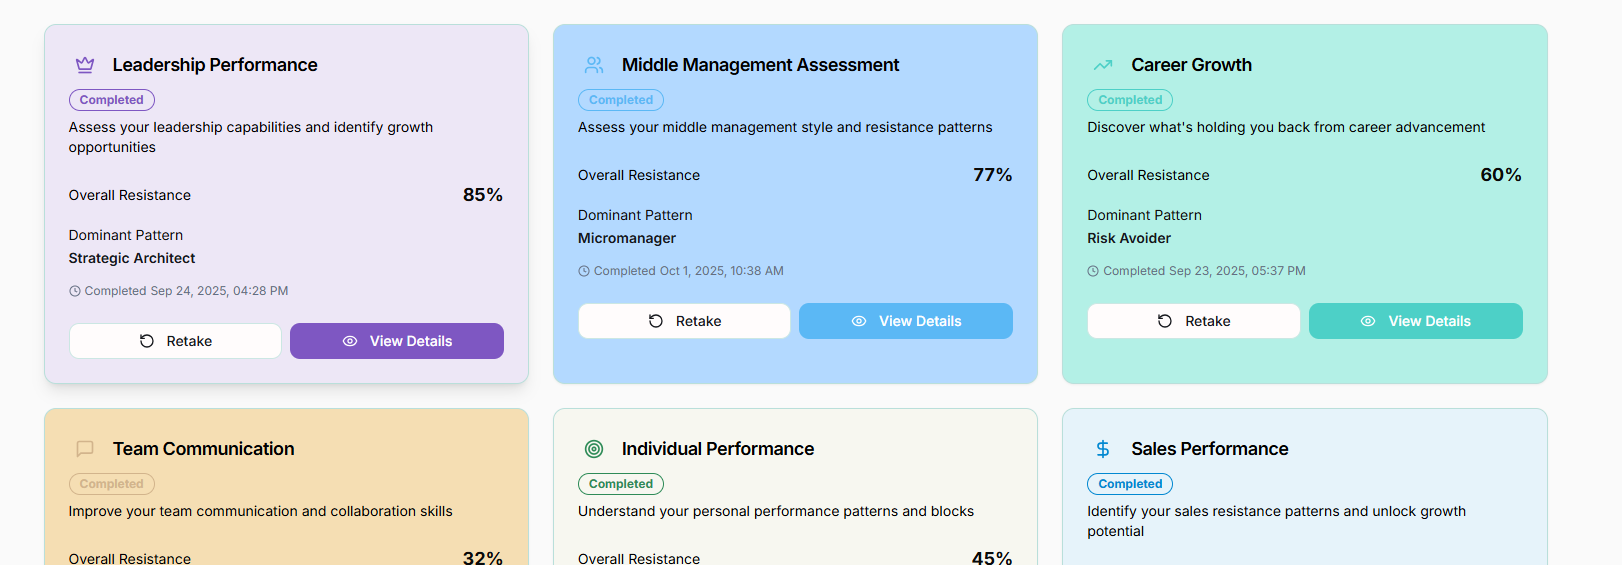 Leadership Performance
Completed
Assess your leadership capabilities and identify growth
opportunities
Overall Resistance 85%
Dominant Pattern
Strategic Architect
Completed Sep 24, 2025, 04:28 PM
Retake View Details
Middle Management Assessment
Completed
Assess your middle management style and resistance patterns
Overall Resistance 77%
Dominant Pattern
Micromanager
Completed Oct 1, 2025, 10:38 AM
Retake View Details
Career Growth
Completed
Discover what's holding you back from career advancement
Overall Resistance 60%
Dominant Pattern
Risk Avoider
Completed Sep 23, 2025, 05:37 PM
Retake View Details
Team Communication
Completed
Improve your team communication and collaboration skills
Overall Resistance 32%
Individual Performance
Completed
Understand your personal performance patterns and blocks
Overall Resistance 45%
Sales Performance
Completed
Identify your sales resistance patterns and unlock growth
potential